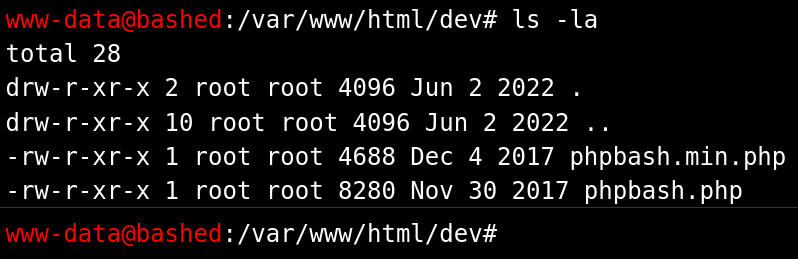 www-data@bashed:/var/www/html/dev# ls -la
total 28
drw-r-xr-x 2 root root 4096 Jun 2 2022 .
drw-r-xr-x 10 root root 4096 Jun 2 2022 ..
-rw-r-xr-x 1 root root 4688 Dec 4 2017 phpbash.min.php
-rw-r-xr-x 1 root root 8280 Nov 30 2017 phpbash.php
www-data@bashed:/var/www/html/dev#